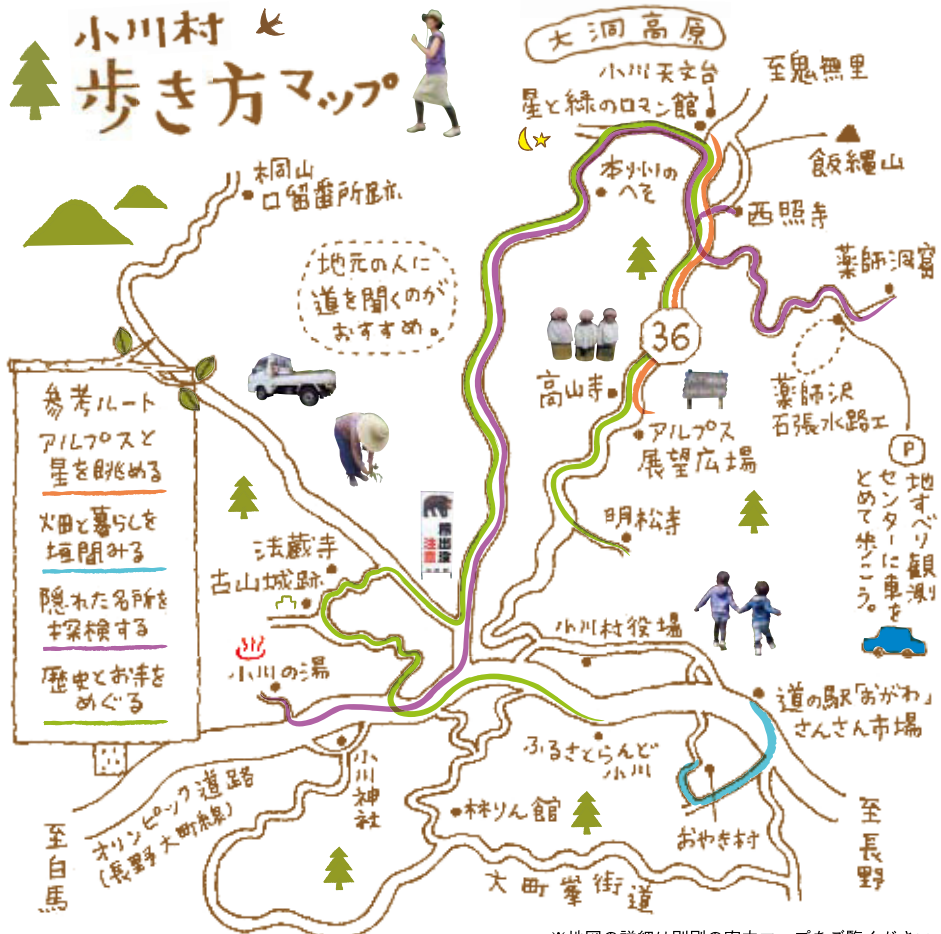 小川村
歩き方マップ
大洞高原
小川天文台
星と緑のロマン館
至鬼無里
飯縄山
本州の
へそ
西照寺
薬師洞窟
桐山
口留番所跡
地元の人に
道を聞くのが
おすすめ。
36
高山寺
アルプス
展望広場
薬師沢
石張水路工
P
地すべり観測
センターに車を
とめて歩こう。
明松寺
参考ルート
アルプスと
星を眺める
畑と暮らしを
垣間みる
隠れた名所を
探検する
歴史とお寺を
めぐる
熊出没
注意
法蔵寺
古山城跡
小川の湯
小川村役場
道の駅「おがわ」
さんさん市場
ふるさとらんど
小川
小川神社
林りん館
おやき村
オリンピック道路
(長野大町線)
至白馬
至長野
大町峯街道